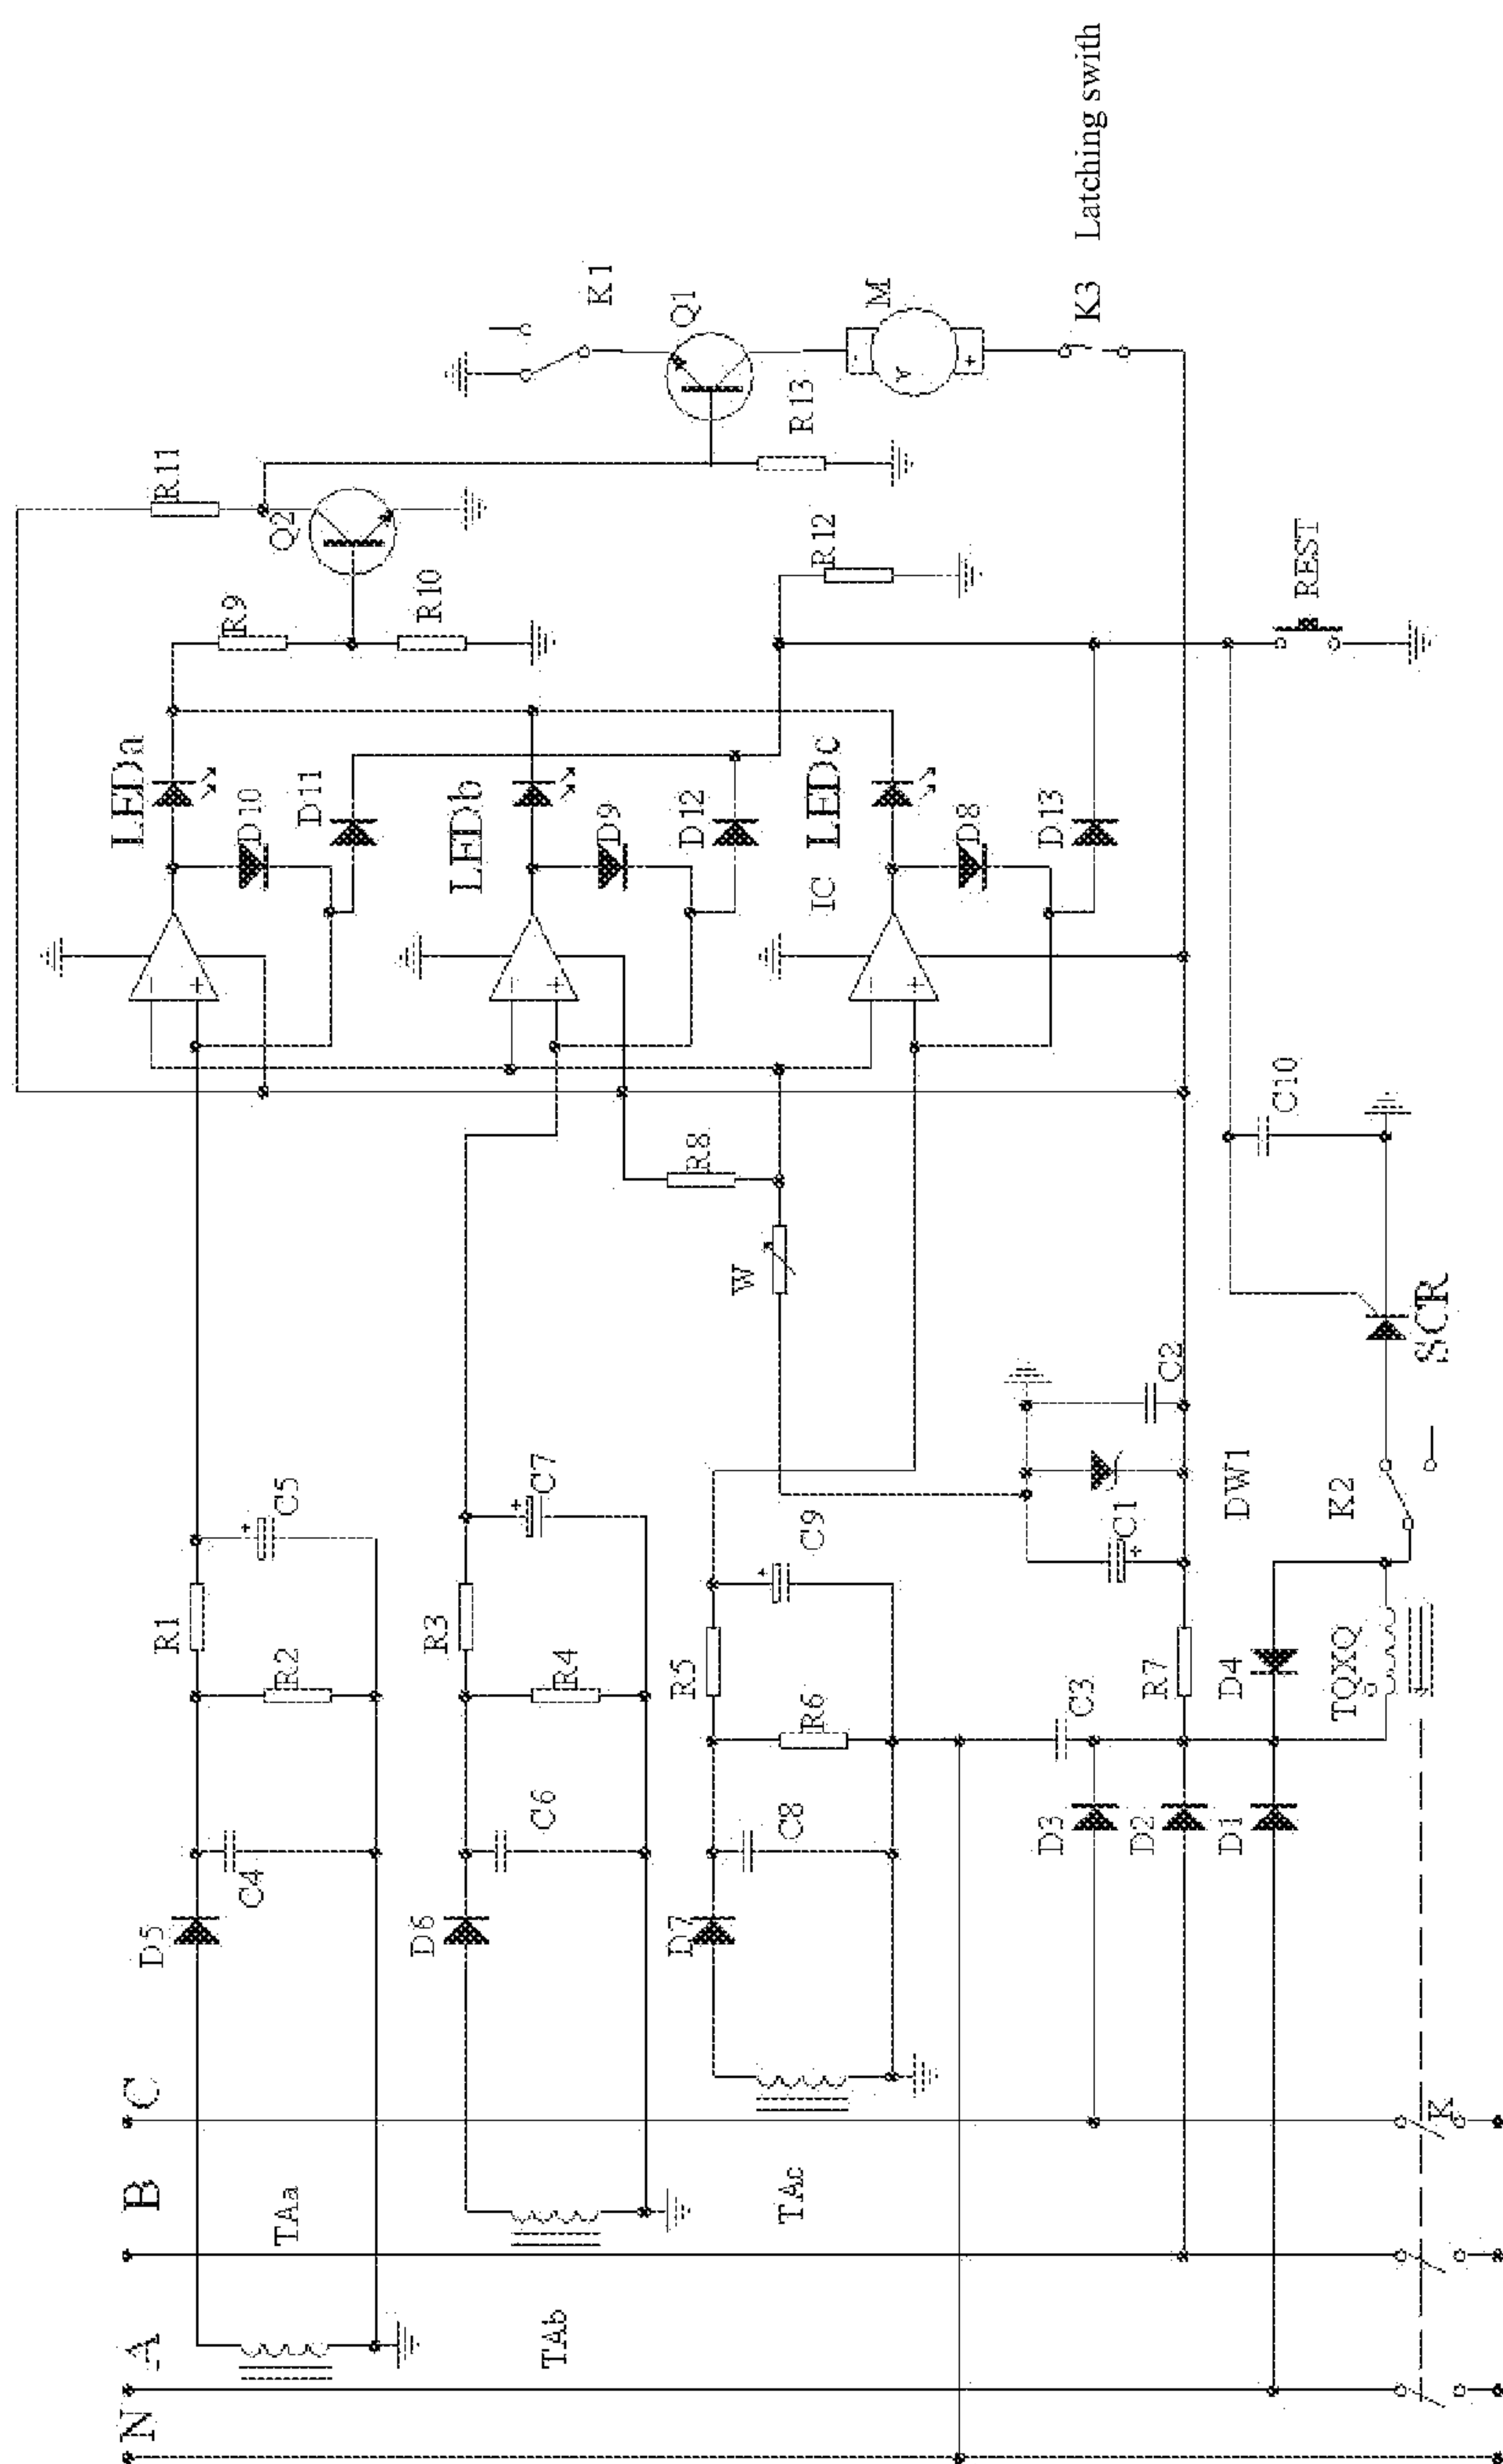 Latching swith
K3
K1
Q1
M
R13
R11
Q2
R12
REST
R9
R10
LEDa
D10
D11
LEDb
D9
D12
LEDc
IC
D8
D13
-
+
-
+
-
+
-
+
R8
W
C10
SCR
C2
DW1
C1
K2
+
C5
+
C7
+
C9
+
R1
R2
R3
R4
R5
R6
C3
R7
D4
TQXQ
D5
C4
D6
C6
D7
C8
D3
D2
D1
TAa
TAb
TAc
K
N
A
B
C